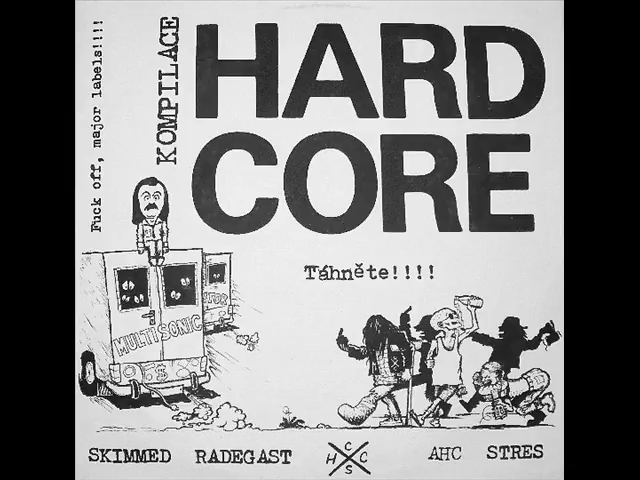 Fuck off, major labels!!!!
KOMPILACE
HARD
CORE
Táhněte!!!!
MULTISONIC
SKIMMED RADEGAST
C
H C
S
AHC STRES